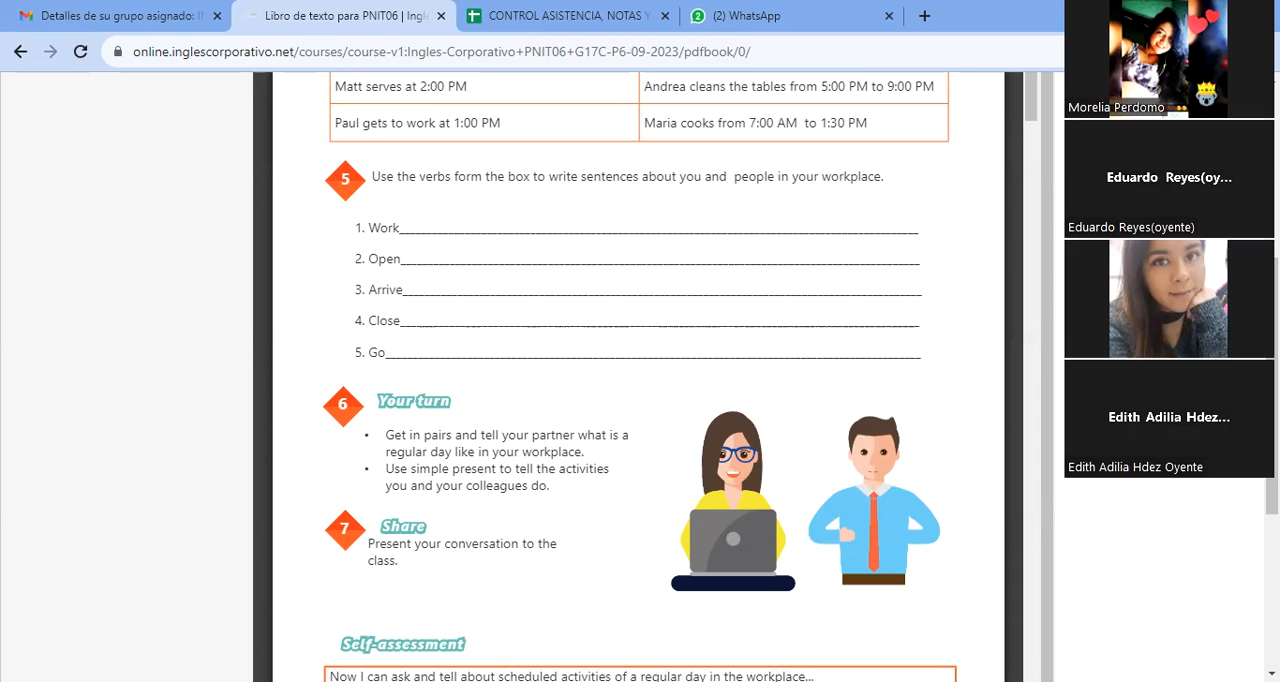 Detalles de su grupo asignado: I
Libro de texto para PNIT06 | Ingl
CONTROL ASISTENCIA, NOTAS Y
(2) WhatsApp
online.inglescorporativo.net/courses/course-v1:Ingles-Corporativo+PNIT06+G17C-P6-09-2023/pdfbook/0/
serves at 2:00 PM
Andrea cleans the tables from 5:00 PM to 9:00 PM
Paul gets to work at
Maria cooks from 7:00 AM to 1:30 PM
5 Use the verbs form the box to write sentences about you and people in your workplace.
1. Work
2. Open
3. Arrive
4. Close
5. Go
6 Your turn
• Get in pairs and tell your partner what is a
regular day like in your workplace.
• Use simple present to tell the activities
you and your colleagues do.
7 Share
Present your conversation to the
class.
Self-assessment
Now I can ask and tell about scheduled activities of a regular day in the workplace...
Morelia Perdomo
Eduardo Reyes(oy...
Eduardo Reyes(oyente)
Edith Adilia Hdez...
Edith Adilia Hdez Oyente